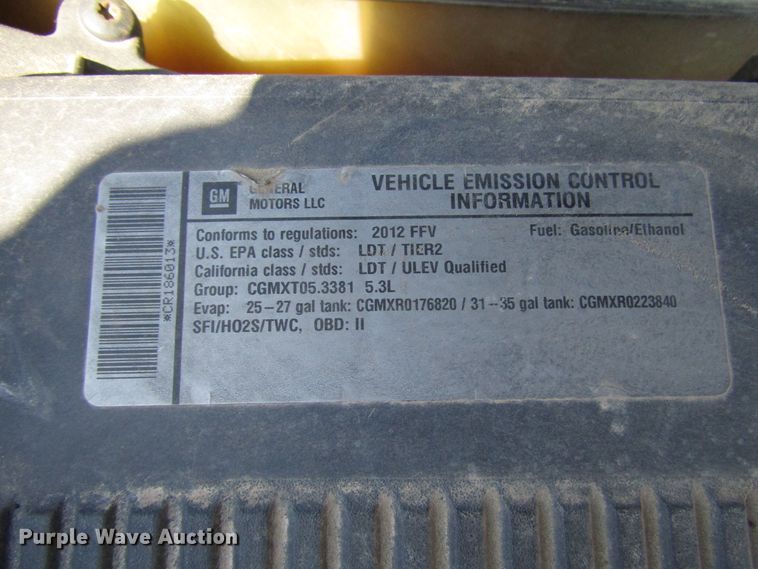 *CR186013*
GM
GENERAL
MOTORS LLC
VEHICLE EMISSION CONTROL
INFORMATION
Conforms to regulations: 2012 FFV Fuel: Gasoline/Ethanol
U.S. EPA class / stds: LDT / TIER2
California class / stds: LDT / ULEV Qualified
Group: CGMXT05.3381 5.3L
Evap: 25-27 gal tank: CGMXR0176820 / 31-35 gal tank: CGMXR0223840
SFI/HO2S/TWC, OBD: II
Purple Wave Auction®